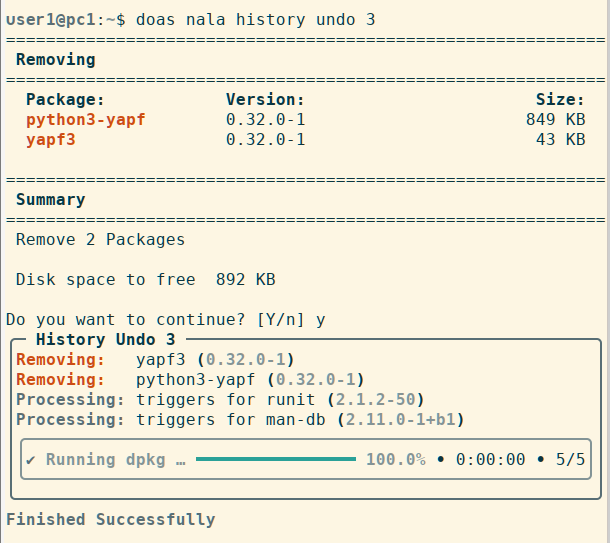 user1@pc1:~$ doas nala history undo 3
============================================================
Removing
============================================================
Package: Version: Size:
python3-yapf 0.32.0-1 849 KB
yapf3 0.32.0-1 43 KB
============================================================
Summary
============================================================
Remove 2 Packages
Disk space to free 892 KB
Do you want to continue? [Y/n] y
History Undo 3
Removing: yapf3 (0.32.0-1)
Removing: python3-yapf (0.32.0-1)
Processing: triggers for runit (2.1.2-50)
Processing: triggers for man-db (2.11.0-1+b1)
✔ Running dpkg … 100.0% • 0:00:00 • 5/5
Finished Successfully